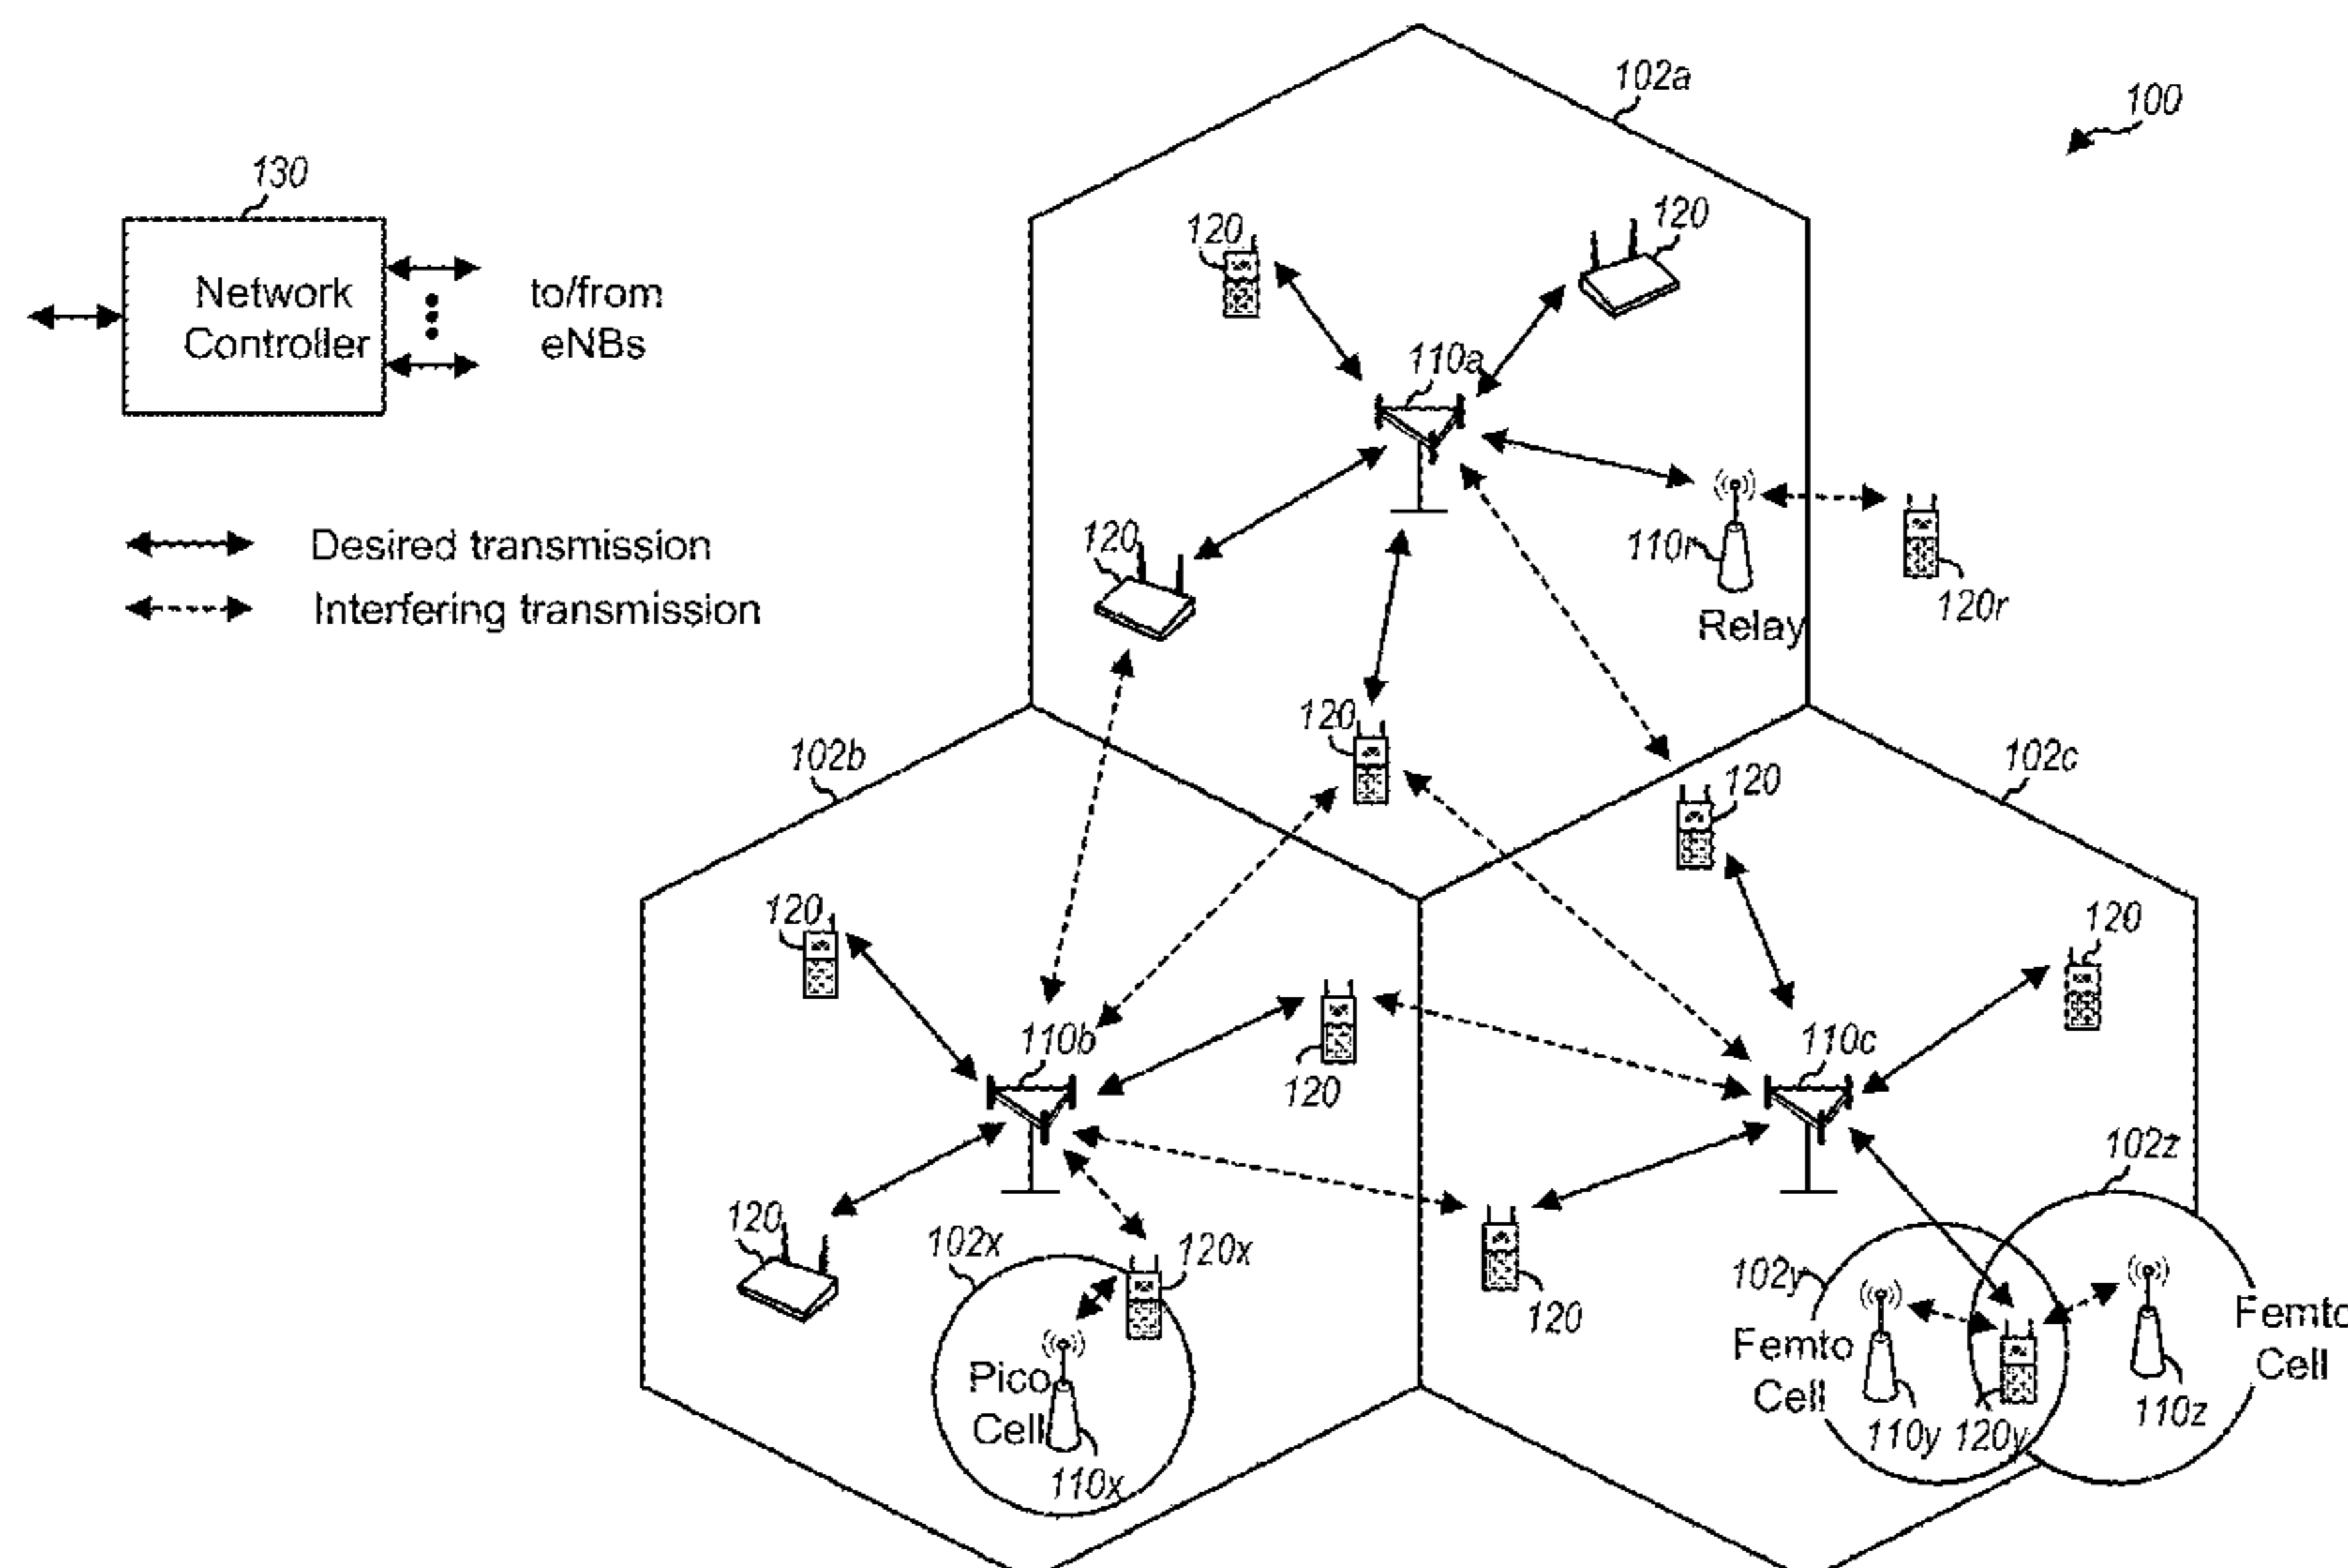 102a
100
130
120
120
Network
Controller
to/from
eNBs
110a
Desired transmission
Interfering transmission
120
110r
Relay
120r
120
102b
102c
120
120
120
110b
120
110c
120
102x
120x
120
102z
102y
Femto
Cell
Femto
Cell
Pico
Cell
110x
110y
120y
110z